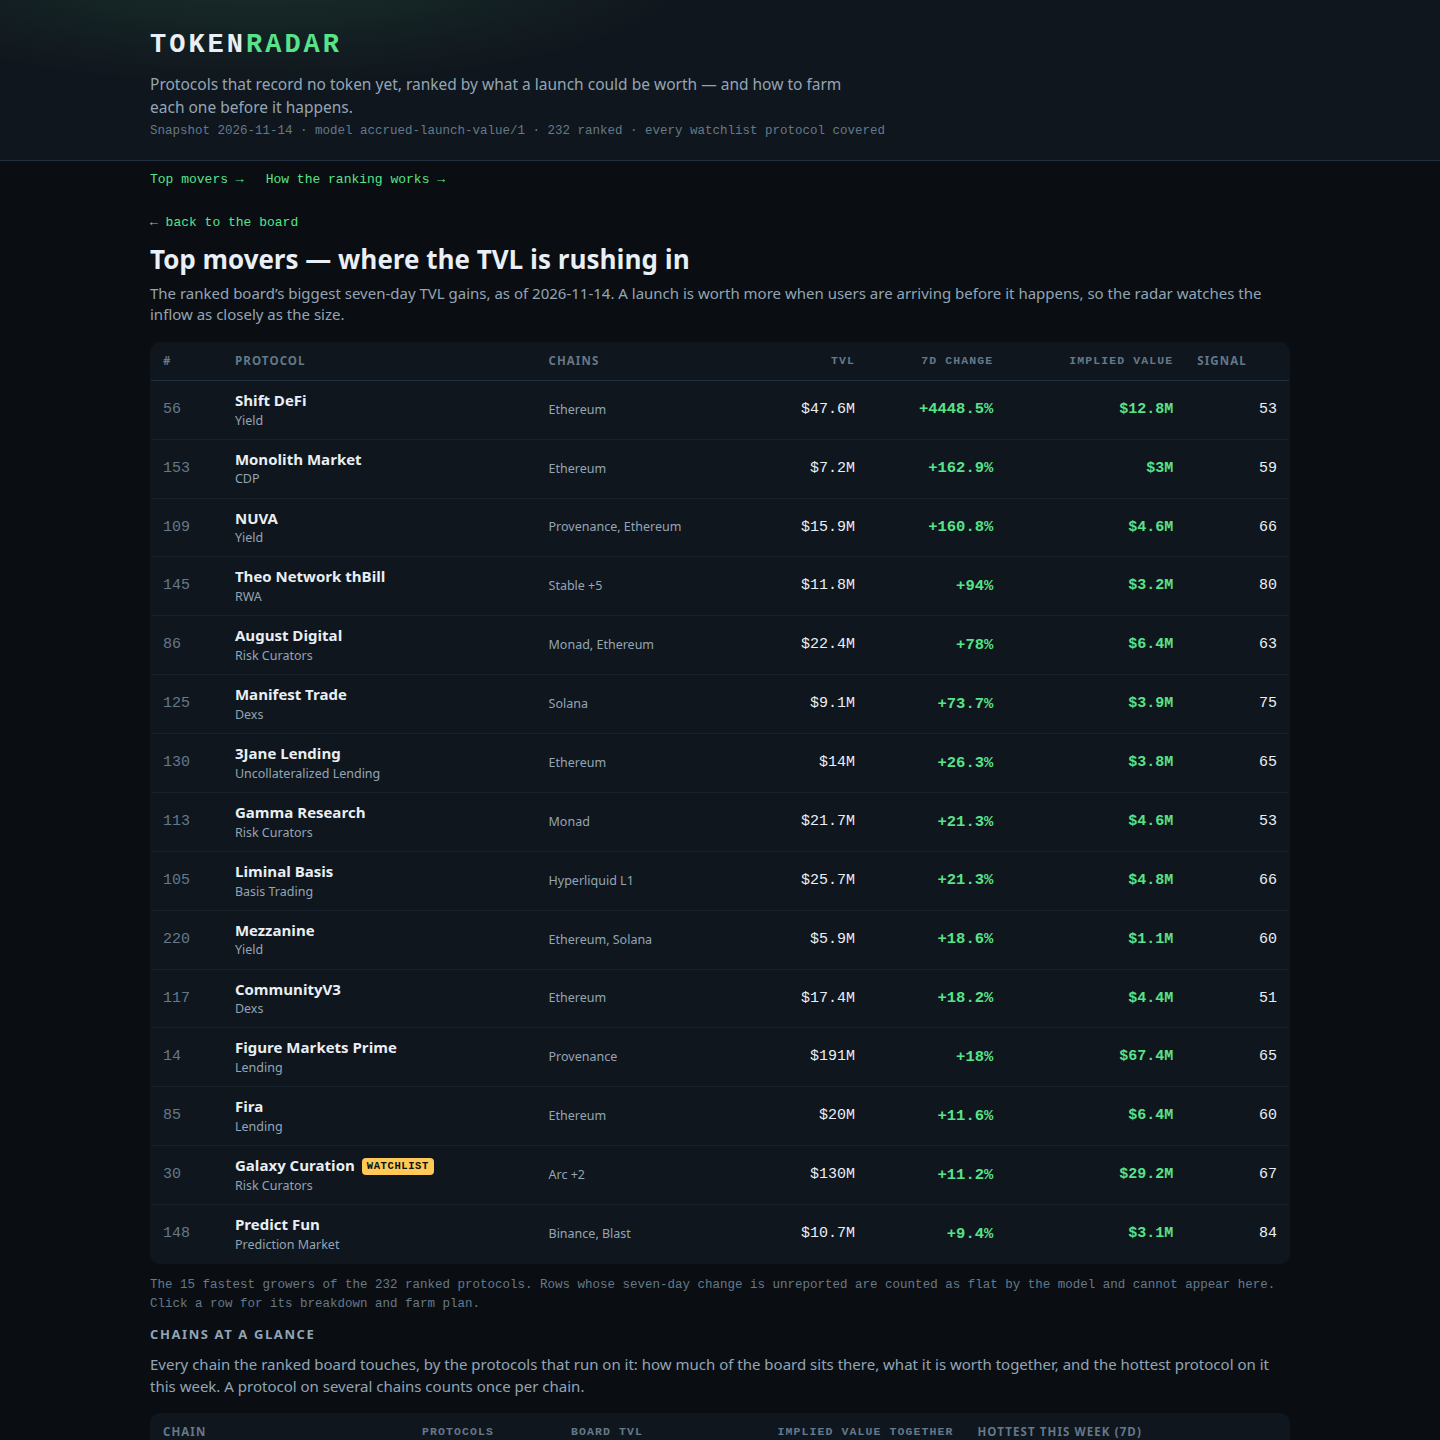 TOKENRADAR
Protocols that record no token yet, ranked by what a launch could be worth — and how to farm
each one before it happens.
Snapshot 2026-11-14 · model accrued-launch-value/1 · 232 ranked · every watchlist protocol covered
Top movers → How the ranking works →
← back to the board
Top movers — where the TVL is rushing in
The ranked board’s biggest seven-day TVL gains, as of 2026-11-14. A launch is worth more when users are arriving before it happens, so the radar watches the
inflow as closely as the size.
# PROTOCOL CHAINS TVL 7D CHANGE IMPLIED VALUE SIGNAL
56 Shift DeFi Ethereum $47.6M +4448.5% $12.8M 53
Yield
153 Monolith Market Ethereum $7.2M +162.9% $3M 59
CDP
109 NUVA Provenance, Ethereum $15.9M +160.8% $4.6M 66
Yield
145 Theo Network thBill Stable +5 $11.8M +94% $3.2M 80
RWA
86 August Digital Monad, Ethereum $22.4M +78% $6.4M 63
Risk Curators
125 Manifest Trade Solana $9.1M +73.7% $3.9M 75
Dexs
130 3Jane Lending Ethereum $14M +26.3% $3.8M 65
Uncollateralized Lending
113 Gamma Research Monad $21.7M +21.3% $4.6M 53
Risk Curators
105 Liminal Basis Hyperliquid L1 $25.7M +21.3% $4.8M 66
Basis Trading
220 Mezzanine Ethereum, Solana $5.9M +18.6% $1.1M 60
Yield
117 CommunityV3 Ethereum $17.4M +18.2% $4.4M 51
Dexs
14 Figure Markets Prime Provenance $191M +18% $67.4M 65
Lending
85 Fira Ethereum $20M +11.6% $6.4M 60
Lending
30 Galaxy Curation WATCHLIST Arc +2 $130M +11.2% $29.2M 67
Risk Curators
148 Predict Fun Binance, Blast $10.7M +9.4% $3.1M 84
Prediction Market
The 15 fastest growers of the 232 ranked protocols. Rows whose seven-day change is unreported are counted as flat by the model and cannot appear here.
Click a row for its breakdown and farm plan.
CHAINS AT A GLANCE
Every chain the ranked board touches, by the protocols that run on it: how much of the board sits there, what it is worth together, and the hottest protocol on it
this week. A protocol on several chains counts once per chain.
CHAIN PROTOCOLS BOARD TVL IMPLIED VALUE TOGETHER HOTTEST THIS WEEK (7D)